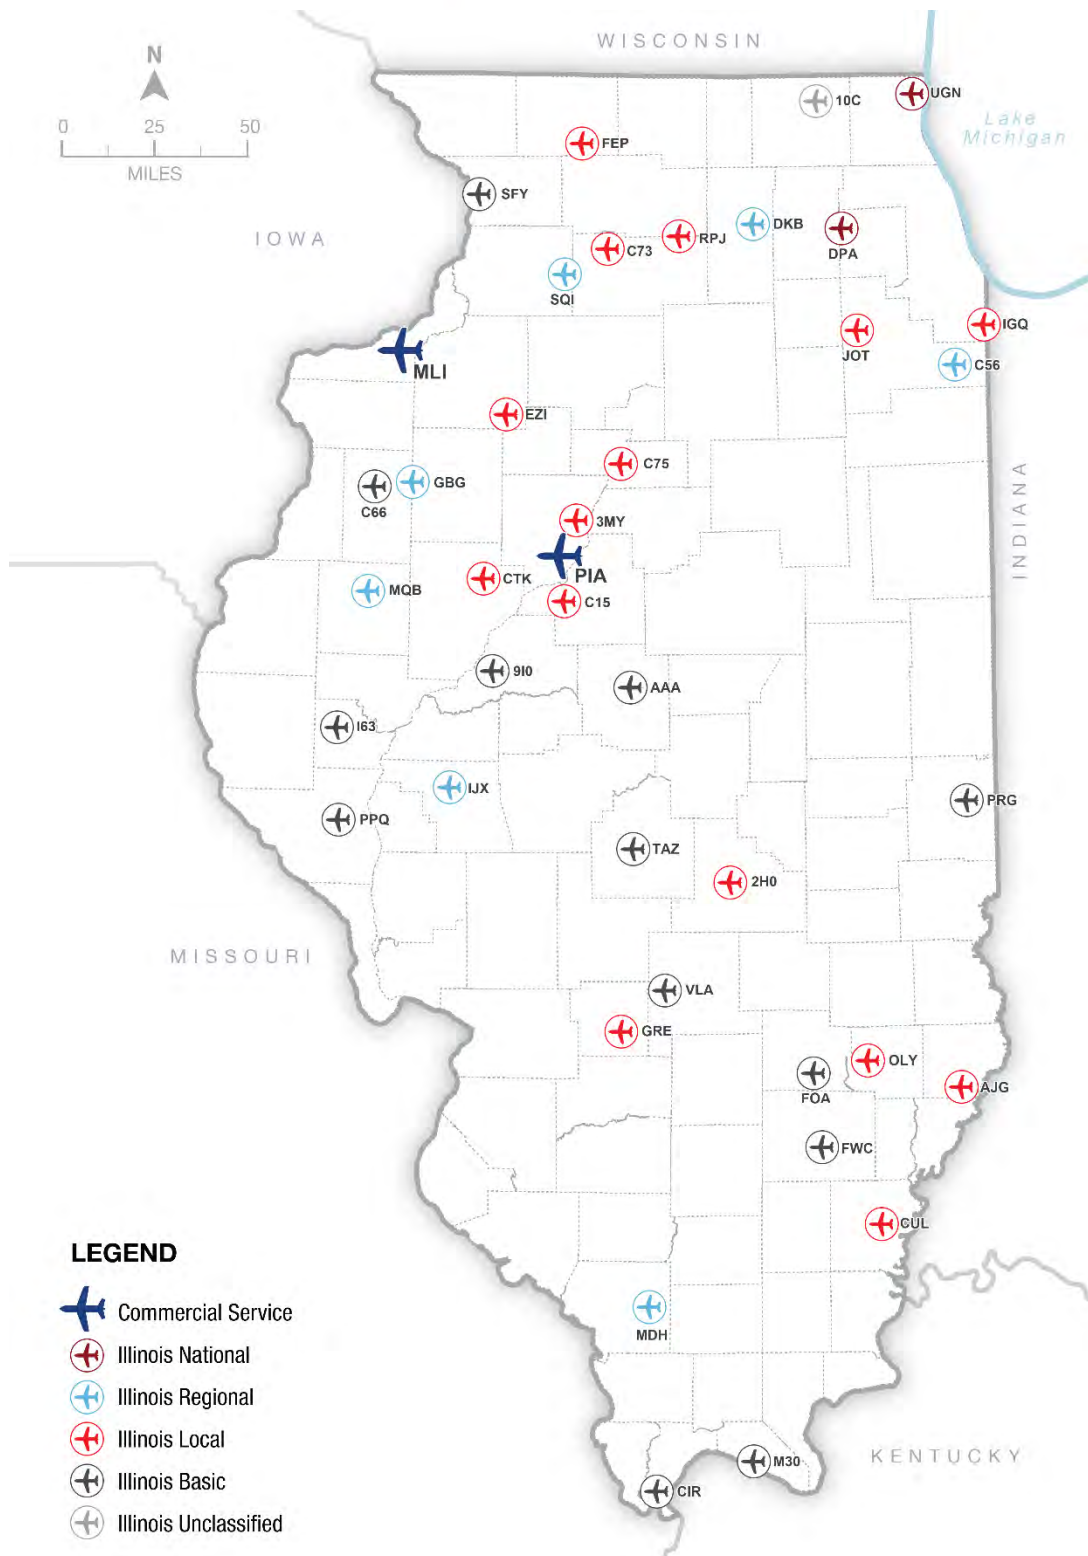 WISCONSIN
N
0 25 50
MILES
10C
UGN
Lake
Michigan
FEP
SFY
IOWA
DKB
RPJ
C73
DPA
SQI
IGQ
JOT
C56
MLI
EZI
C75
GBG
C66
INDIANA
3MY
PIA
CTK
MQB
C15
9I0
AAA
I63
IJX
PRG
PPQ
TAZ
2H0
MISSOURI
VLA
GRE
OLY
AJG
FOA
FWC
CUL
LEGEND
Commercial Service
MDH
Illinois National
Illinois Regional
Illinois Local
KENTUCKY
M30
Illinois Basic
CIR
Illinois Unclassified